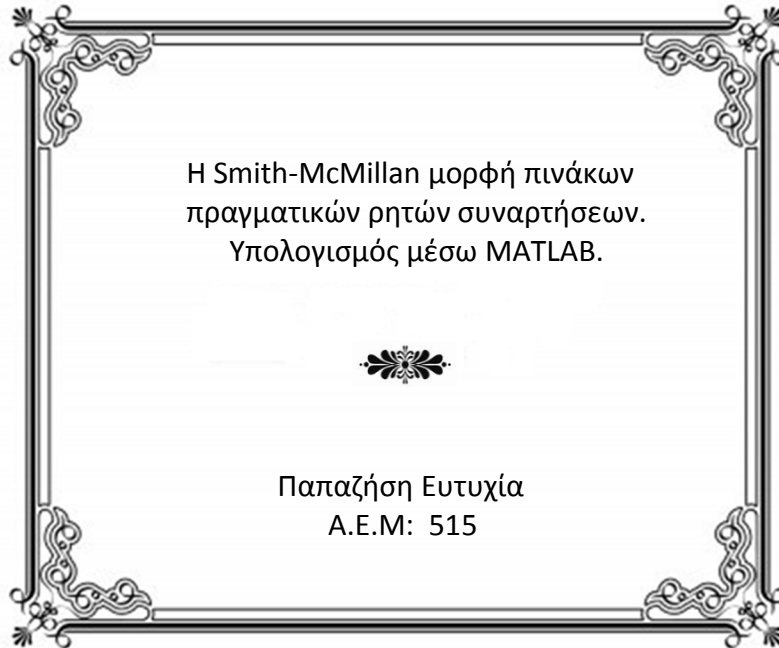 Η Smith-McMillan μορφή πινάκων
πραγματικών ρητών συναρτήσεων.
Υπολογισμός μέσω MATLAB.
Παπαζήση Ευτυχία
Α.Ε.Μ: 515